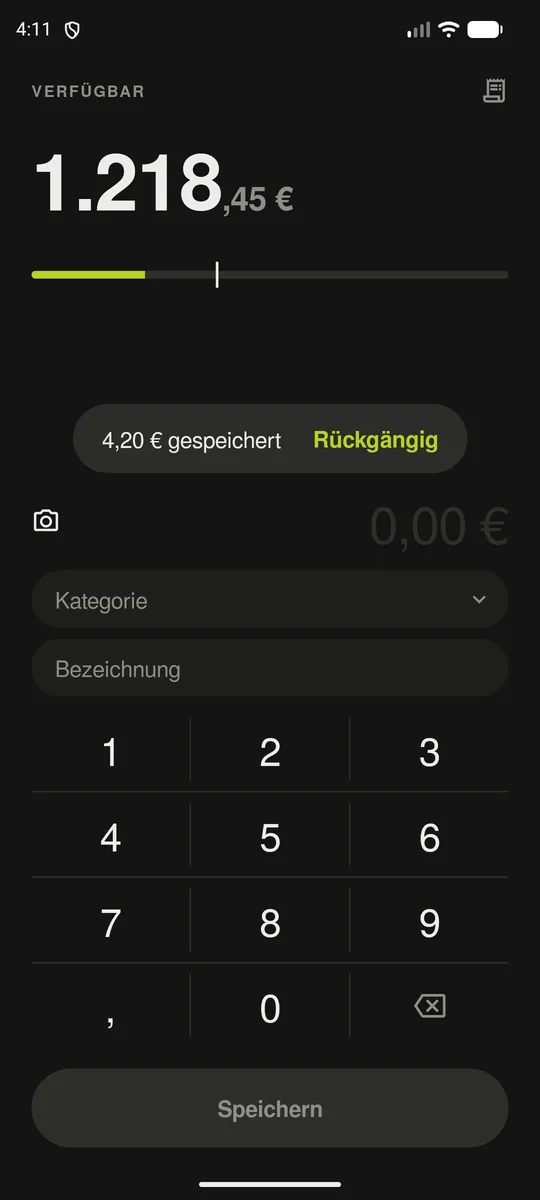 4:11
VERFÜGBAR
1.218,45 €
4,20 € gespeichert Rückgängig
0,00 €
Kategorie
Bezeichnung
1 2 3
4 5 6
7 8 9
, 0
Speichern